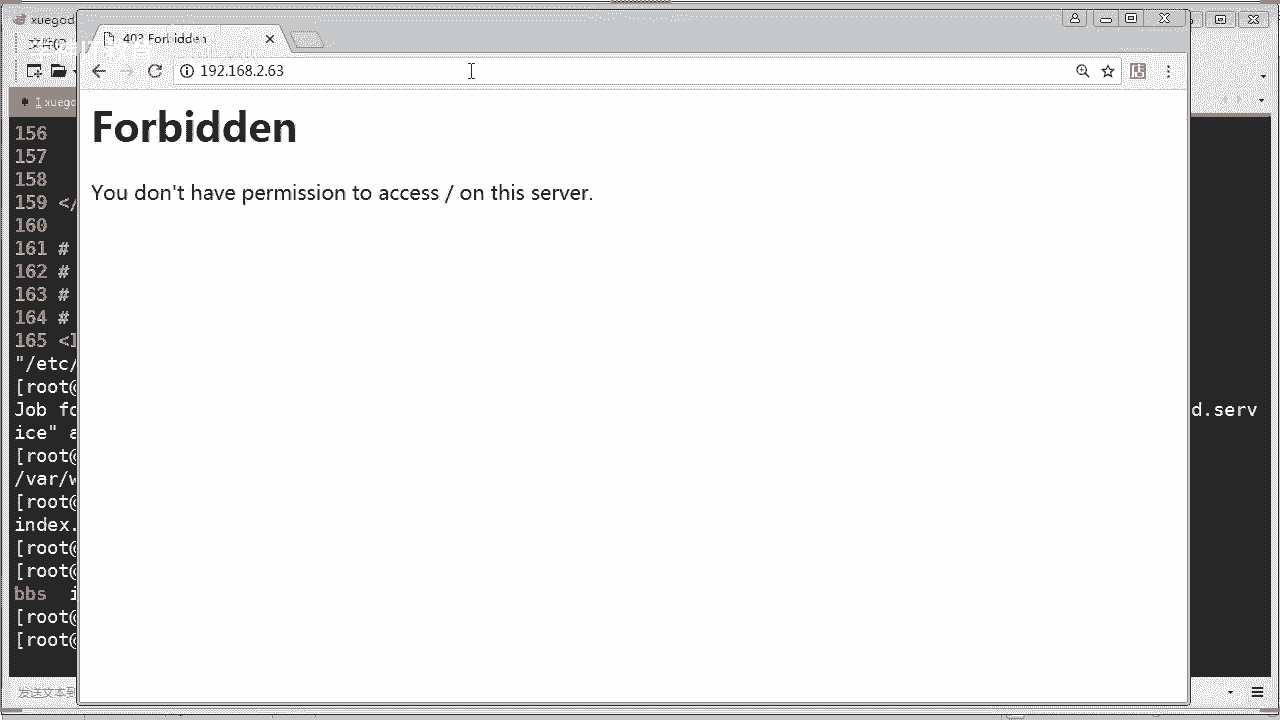 xuegod
文件(F
403 Forbidden
192.168.2.63
1 xuego
Forbidden
You don't have permission to access / on this server.
156
157
158
159 </
160
161 #
162 #
163 #
164 #
165 <I
"/etc/
[root@
Job fo
d.serv
ice" a
[root@
/var/w
[root@
index.
[root@
[root@
bbs i
[root@
[root@
发送文本到